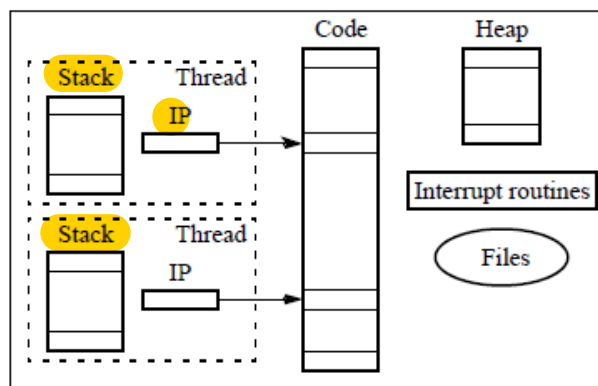 Code
Heap
Stack
Thread
IP
Interrupt routines
Stack
Thread
Files
IP